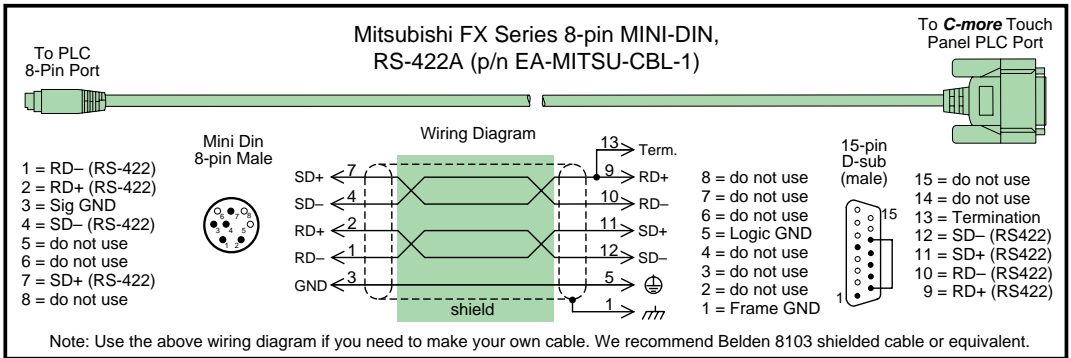 Mitsubishi FX Series 8-pin MINI-DIN,
RS-422A (p/n EA-MITSU-CBL-1)
To PLC
8-Pin Port
To C-more Touch
Panel PLC Port
1 = RD– (RS-422)
2 = RD+ (RS-422)
3 = Sig GND
4 = SD– (RS-422)
5 = do not use
6 = do not use
7 = SD+ (RS-422)
8 = do not use
Mini Din
8-pin Male
6 7 8
3 4 5
1 2
Wiring Diagram
13 Term.
SD+ 7 9 RD+
SD– 4 10 RD–
RD+ 2 11 SD+
RD– 1 12 SD–
GND 3 5
1
shield
8 = do not use
7 = do not use
6 = do not use
5 = Logic GND
4 = do not use
3 = do not use
2 = do not use
1 = Frame GND
15-pin
D-sub
(male)
15
1
15 = do not use
14 = do not use
13 = Termination
12 = SD– (RS422)
11 = SD+ (RS422)
10 = RD– (RS422)
9 = RD+ (RS422)
Note: Use the above wiring diagram if you need to make your own cable. We recommend Belden 8103 shielded cable or equivalent.